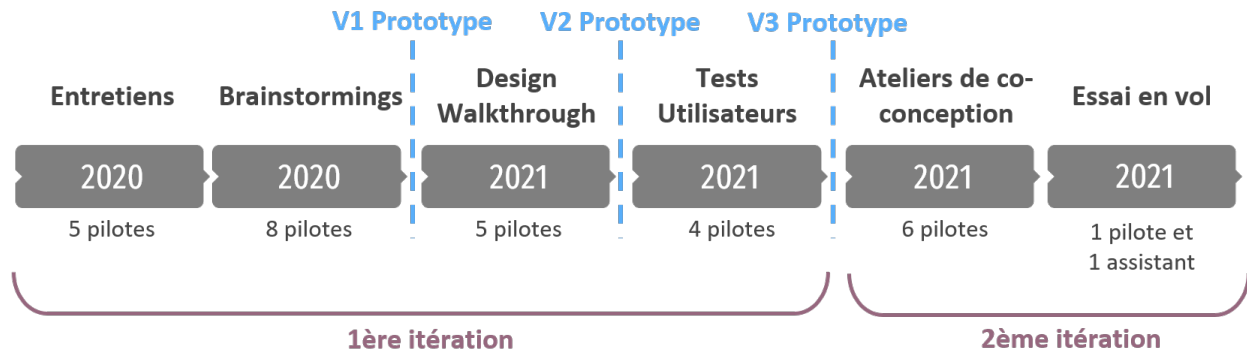 V1 Prototype
V2 Prototype
V3 Prototype
Entretiens
Brainstormings
Design
Walkthrough
Tests
Utilisateurs
Ateliers de co-
conception
Essai en vol
2020
2020
2021
2021
2021
2021
5 pilotes
8 pilotes
5 pilotes
4 pilotes
6 pilotes
1 pilote et
1 assistant
1ère itération
2ème itération